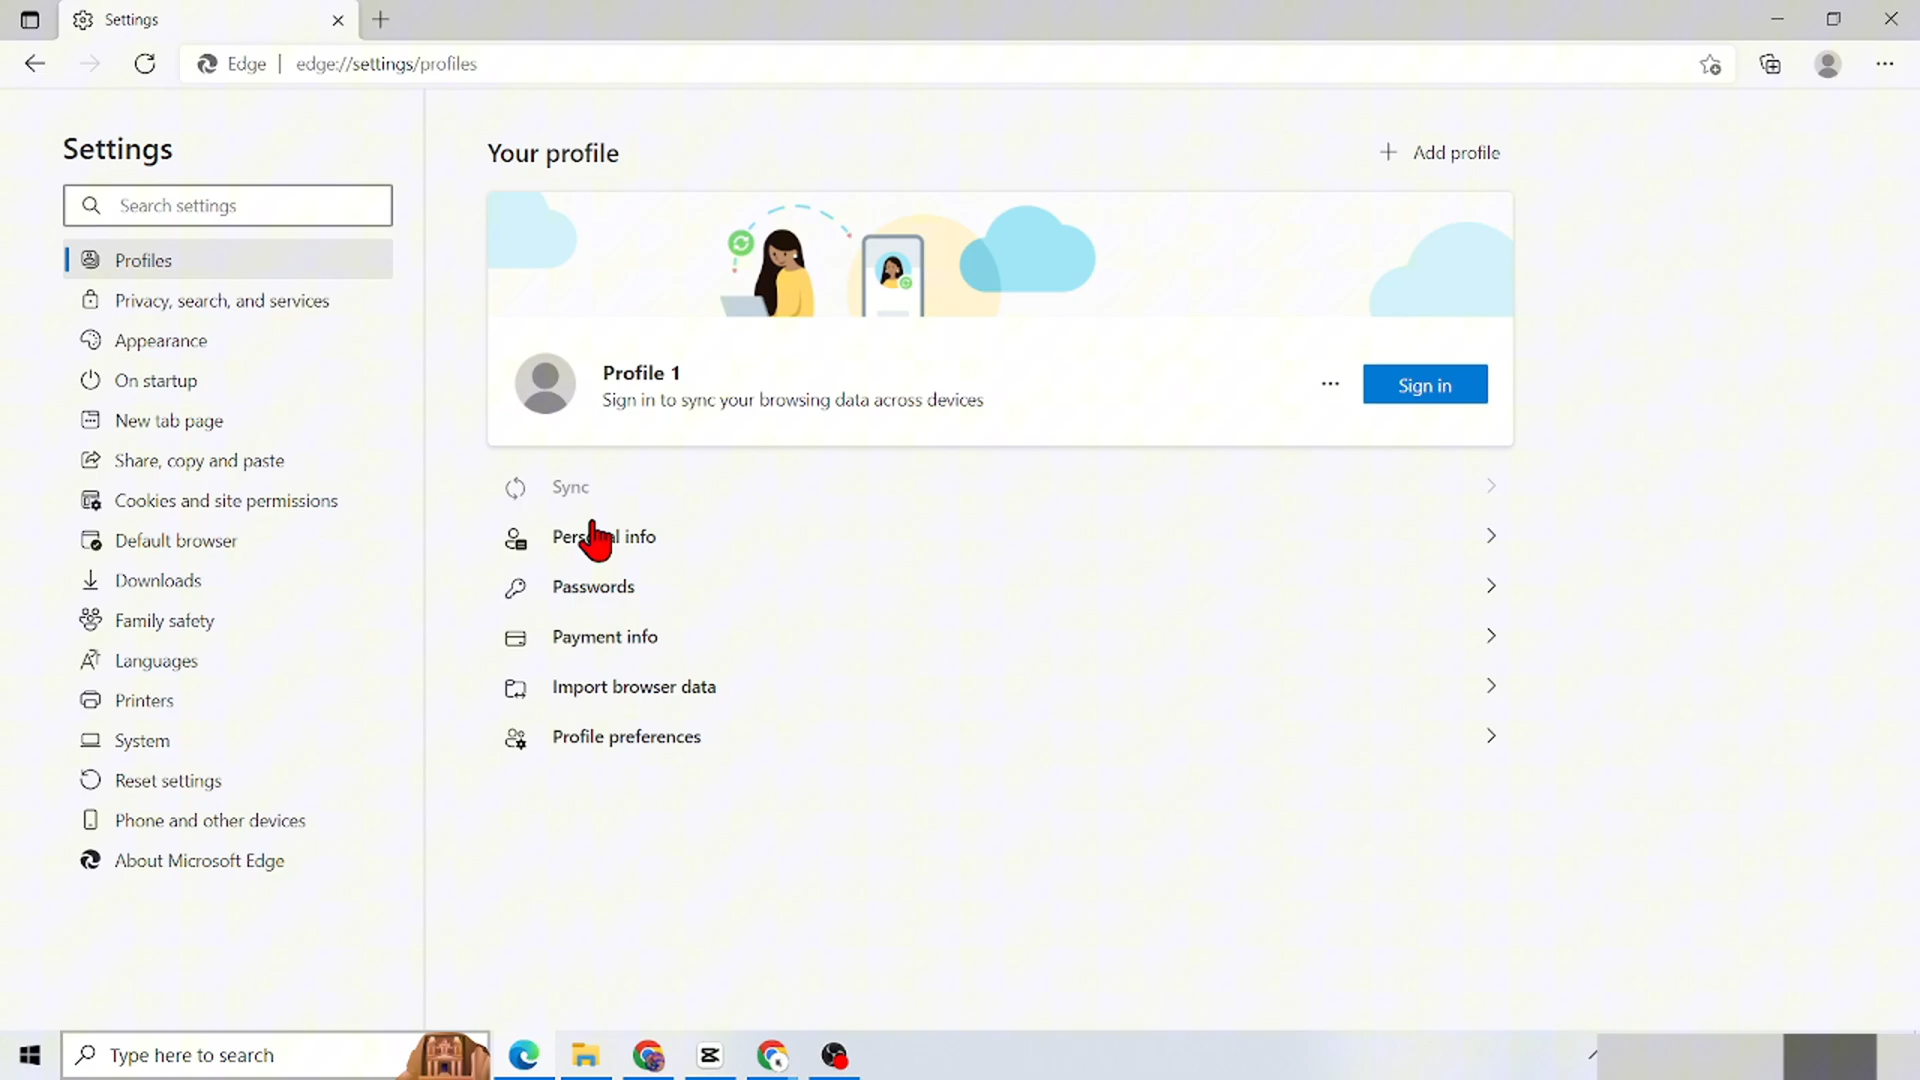 Settings
Edge | edge://settings/profiles
Settings
Search settings
Profiles
Privacy, search, and services
Appearance
On startup
New tab page
Share, copy and paste
Cookies and site permissions
Default browser
Downloads
Family safety
Languages
Printers
System
Reset settings
Phone and other devices
About Microsoft Edge
Your profile
Add profile
Profile 1
Sign in to sync your browsing data across devices
Sign in
Sync
Personal info
Passwords
Payment info
Import browser data
Profile preferences
Type here to search